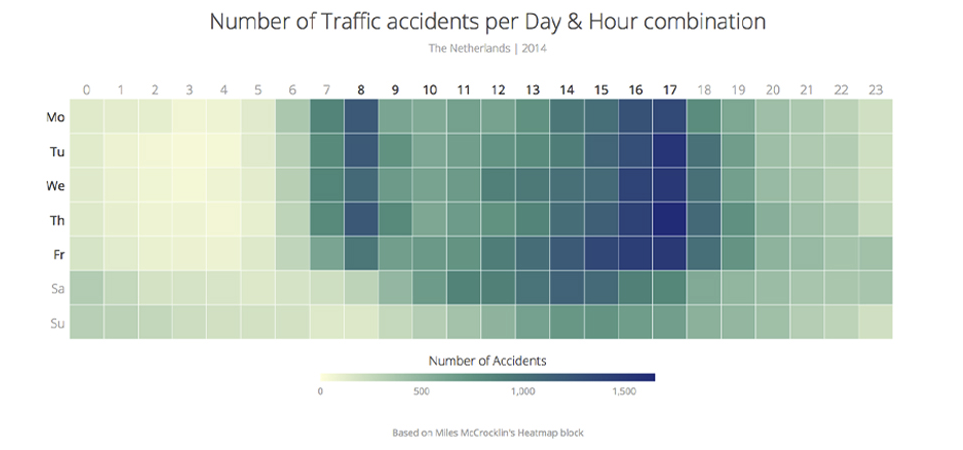 Number of Traffic accidents per Day & Hour combination
The Netherlands | 2014
0 1 2 3 4 5 6 7 8 9 10 11 12 13 14 15 16 17 18 19 20 21 22 23
Mo
Tu
We
Th
Fr
Sa
Su
Number of Accidents
0 500 1,000 1,500
Based on Miles McCrocklin's Heatmap block